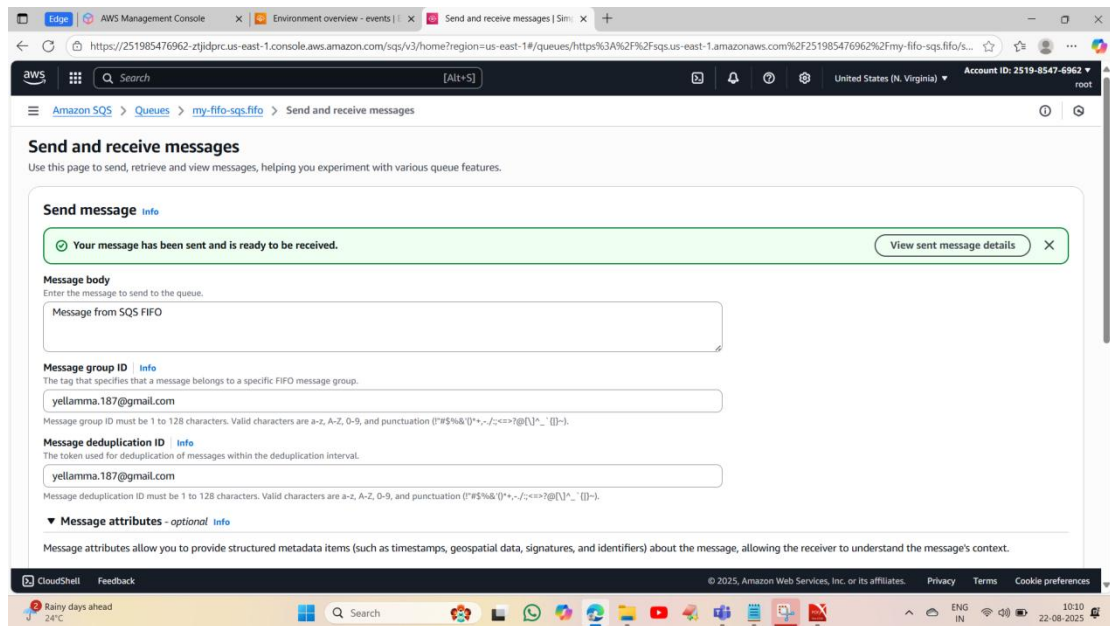 Edge AWS Management Console Environment overview - events | E Send and receive messages | Sim
https://251985476962-ztjidprc.us-east-1.console.aws.amazon.com/sqs/v3/home?region=us-east-1#/queues/https%3A%2F%2Fsqs.us-east-1.amazonaws.com%2F251985476962%2Fmy-fifo-sqs.fifo/s...
aws Search [Alt+S] United States (N. Virginia) ▼ Account ID: 2519-8547-6962 ▼
root
Amazon SQS > Queues > my-fifo-sqs.fifo > Send and receive messages
Send and receive messages
Use this page to send, retrieve and view messages, helping you experiment with various queue features.
Send message Info
Your message has been sent and is ready to be received. View sent message details
Message body
Enter the message to send to the queue.
Message from SQS FIFO
Message group ID | Info
The tag that specifies that a message belongs to a specific FIFO message group.
yellamma.187@gmail.com
Message group ID must be 1 to 128 characters. Valid characters are a-z, A-Z, 0-9, and punctuation (!"#$%&'()*+,-./:;<=>?@[\]^_`{|}~).
Message deduplication ID | Info
The token used for deduplication of messages within the deduplication interval.
yellamma.187@gmail.com
Message deduplication ID must be 1 to 128 characters. Valid characters are a-z, A-Z, 0-9, and punctuation (!"#$%&'()*+,-./:;<=>?@[\]^_`{|}~).
▼ Message attributes - optional Info
Message attributes allow you to provide structured metadata items (such as timestamps, geospatial data, signatures, and identifiers) about the message, allowing the receiver to understand the message's context.
CloudShell Feedback © 2025, Amazon Web Services, Inc. or its affiliates. Privacy Terms Cookie preferences
2 Rainy days ahead
24°C
Search
ENG
IN
10:10
22-08-2025